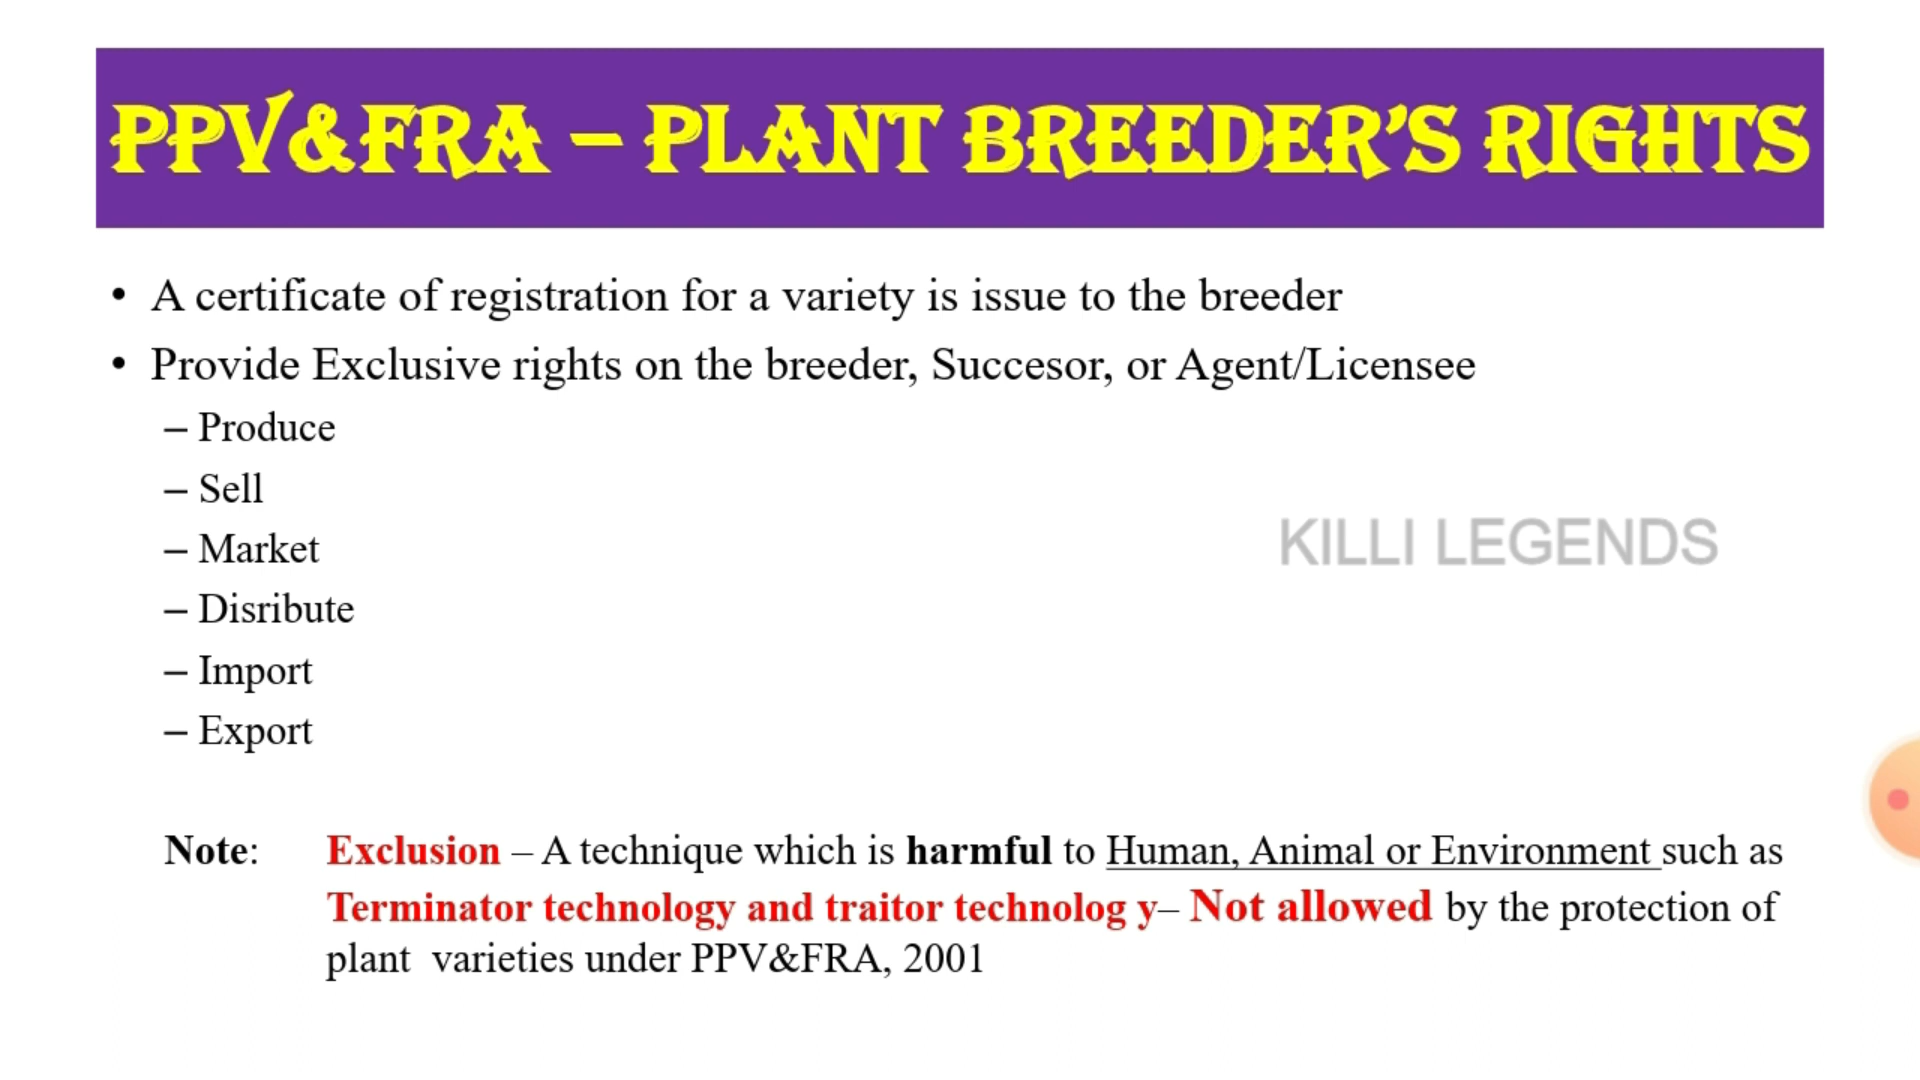 PPV&FRA – PLANT BREEDER’S RIGHTS
• A certificate of registration for a variety is issue to the breeder
• Provide Exclusive rights on the breeder, Succesor, or Agent/Licensee
– Produce
– Sell
– Market
– Disribute
– Import
– Export
KILLI LEGENDS
Note: Exclusion – A technique which is harmful to Human, Animal or Environment such as
Terminator technology and traitor technolog y– Not allowed by the protection of
plant varieties under PPV&FRA, 2001